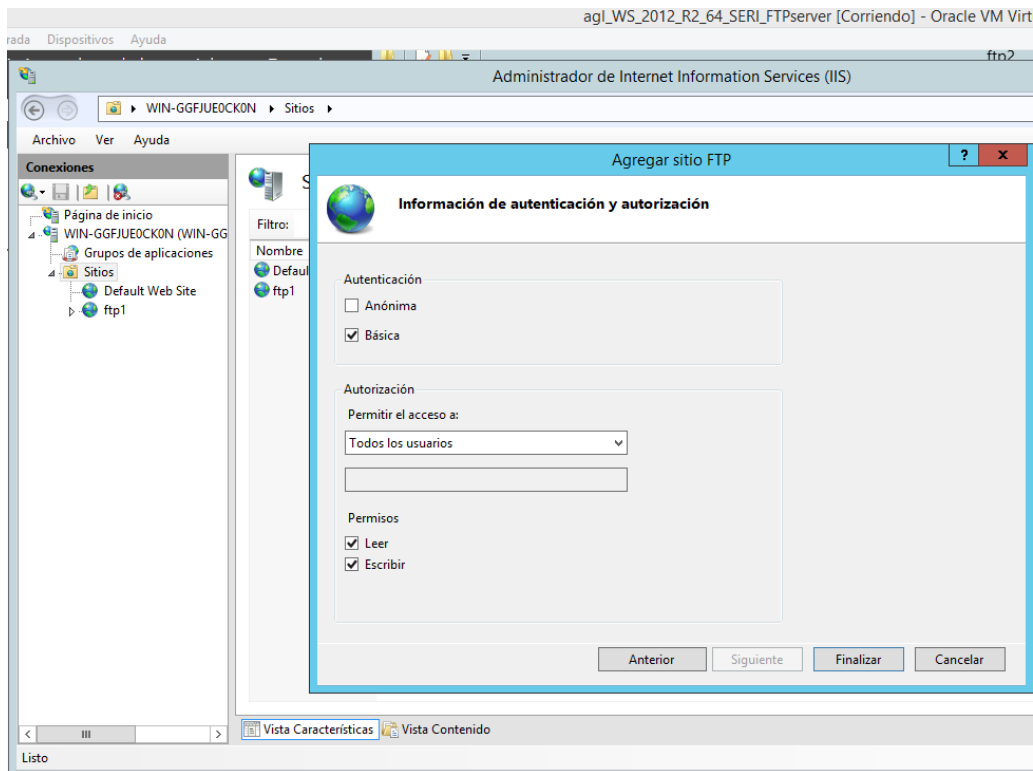 agl_WS_2012_R2_64_SERI_FTPserver [Corriendo] - Oracle VM Virt
rada Dispositivos Ayuda
ftp2
Administrador de Internet Information Services (IIS)
WIN-GGFJUE0CK0N Sitios
Archivo Ver Ayuda
Conexiones
Página de inicio
WIN-GGFJUE0CK0N (WIN-GG
Grupos de aplicaciones
Sitios
Default Web Site
ftp1
S
Filtro:
Nombre
Defaul
ftp1
Agregar sitio FTP
Información de autenticación y autorización
Autenticación
Anónima
Básica
Autorización
Permitir el acceso a:
Todos los usuarios
Permisos
Leer
Escribir
Anterior Siguiente Finalizar Cancelar
Vista Características Vista Contenido
Listo